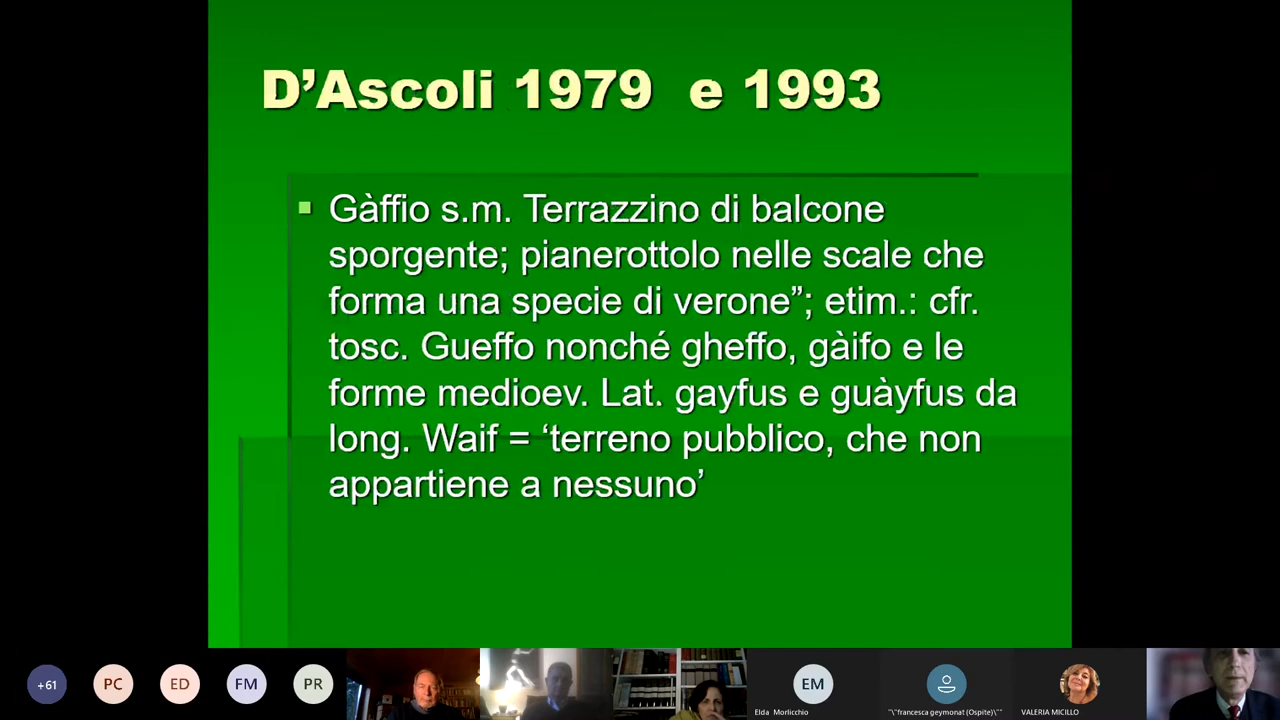 D’Ascoli 1979 e 1993
Gàffio s.m. Terrazzino di balcone
sporgente; pianerottolo nelle scale che
forma una specie di verone”; etim.: cfr.
tosc. Gueffo nonché gheffo, gàifo e le
forme medioev. Lat. gayfus e guàyfus da
long. Waif = ‘terreno pubblico, che non
appartiene a nessuno’
+61 PC ED FM PR EM
Elda Morlicchio "\"francesca geymonat (Ospite)\"" VALERIA MICILLO